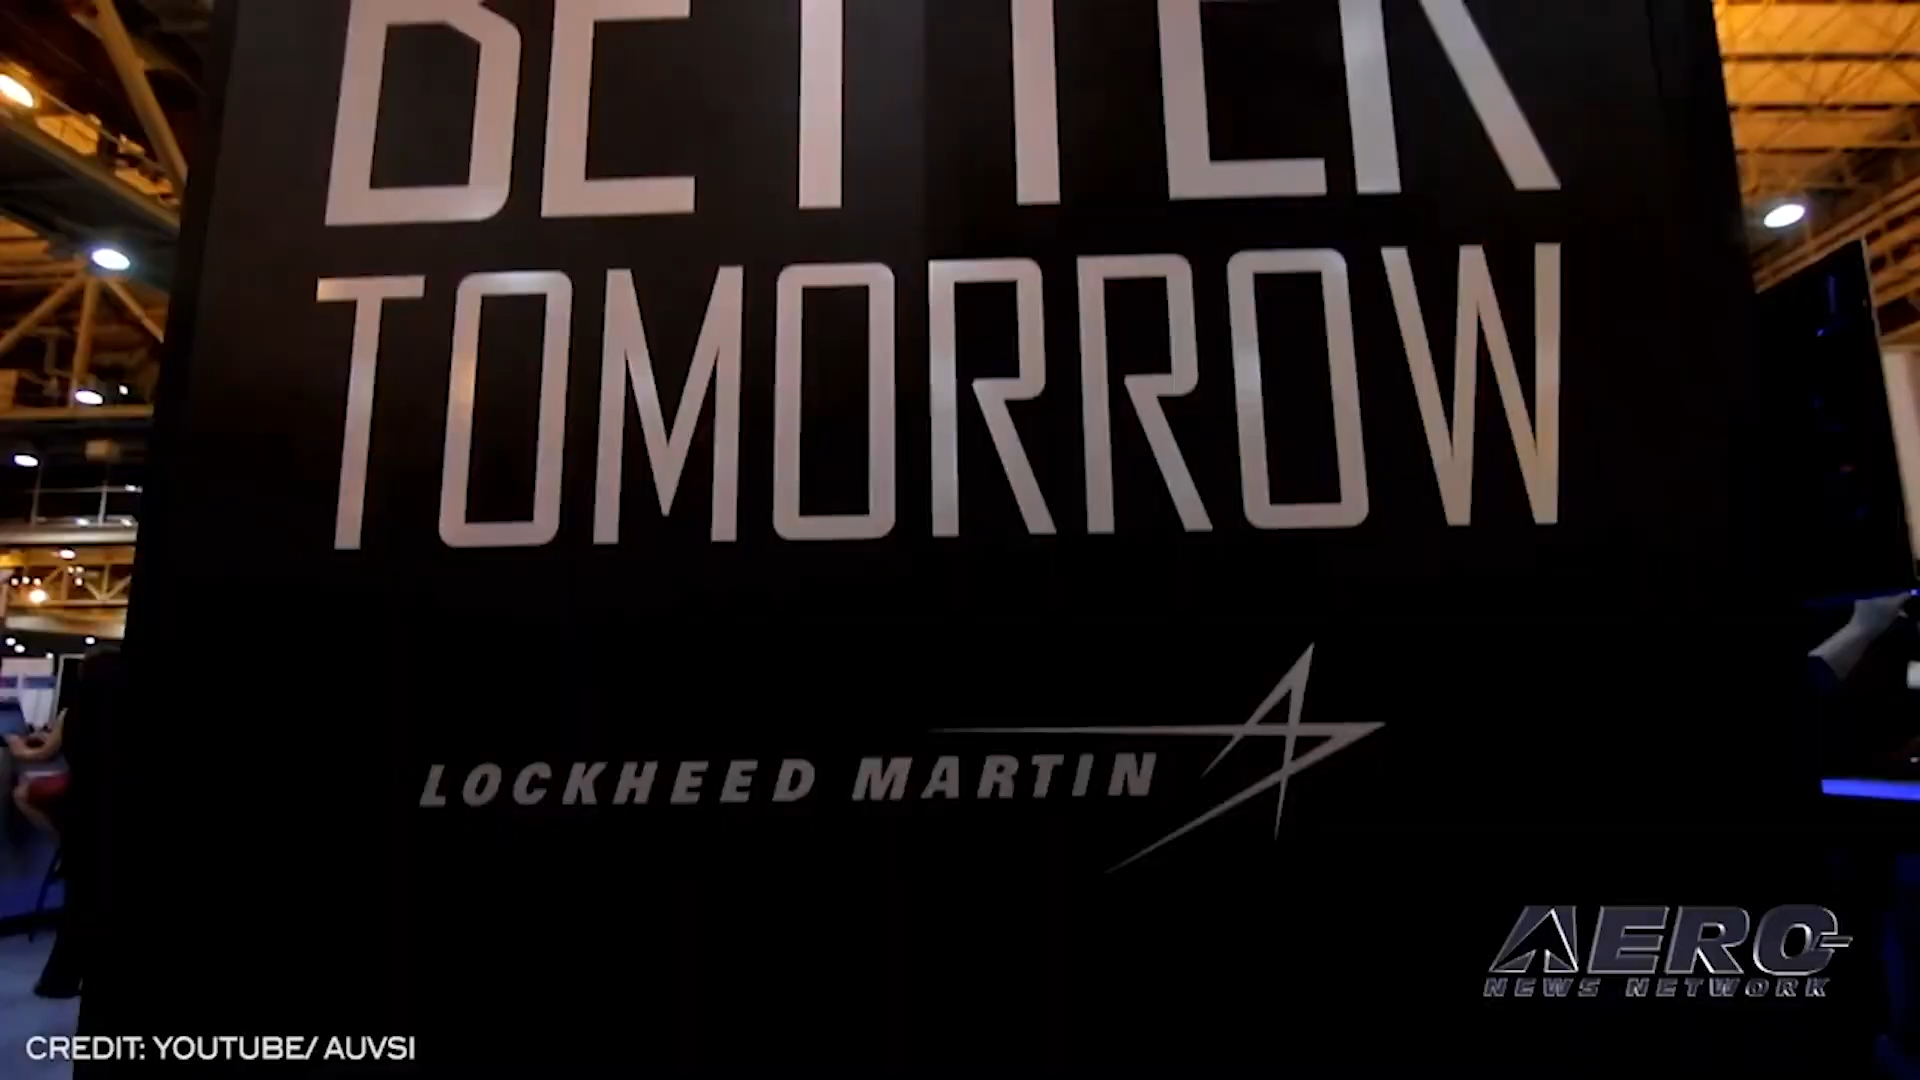 BETTER
TOMORROW
LOCKHEED MARTIN
AERO
NEWS NETWORK
CREDIT: YOUTUBE/ AUVSI